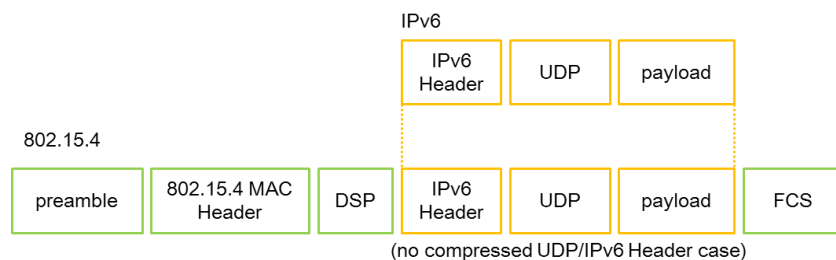 IPv6
IPv6
Header
UDP
payload
802.15.4
preamble
802.15.4 MAC
Header
DSP
IPv6
Header
UDP
payload
FCS
(no compressed UDP/IPv6 Header case)